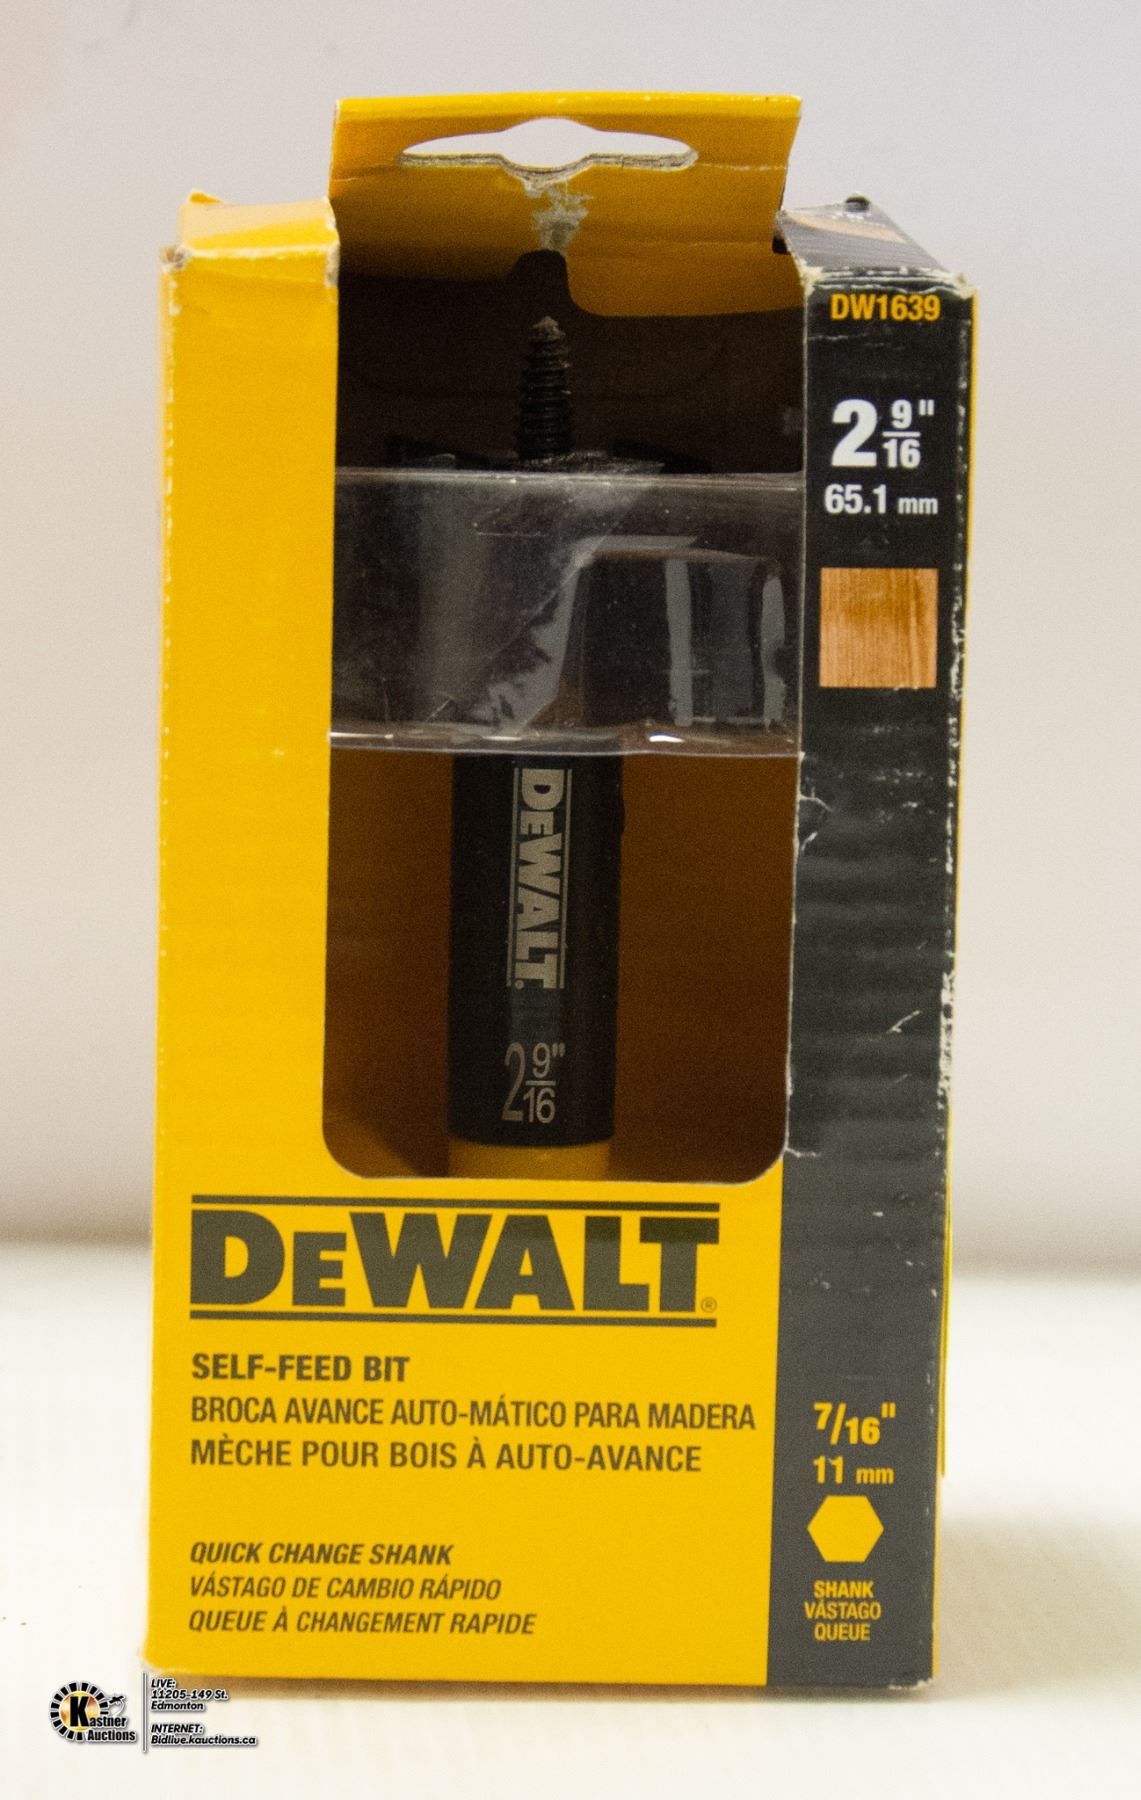 DW1639
2 9/16"
65.1 mm
DEWALT®
2 9/16"
DEWALT®
SELF-FEED BIT
BROCA AVANCE AUTO-MÁTICO PARA MADERA
MÈCHE POUR BOIS À AUTO-AVANCE
QUICK CHANGE SHANK
VÁSTAGO DE CAMBIO RÁPIDO
QUEUE À CHANGEMENT RAPIDE
7/16"
11 mm
SHANK
VÁSTAGO
QUEUE
Kastner
Auctions
LIVE:
11205-149 St.
Edmonton
INTERNET:
Bidlive.kauctions.ca